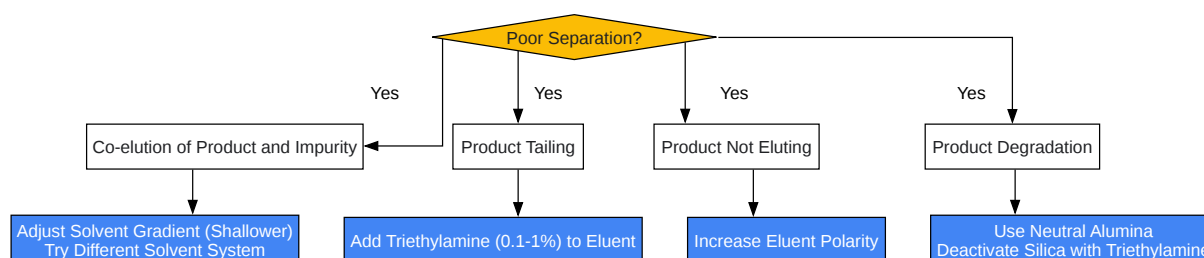 Poor Separation?
Yes
Yes
Yes
Yes
Co-elution of Product and Impurity
Product Tailing
Product Not Eluting
Product Degradation
Adjust Solvent Gradient (Shallower)
Try Different Solvent System
Add Triethylamine (0.1-1%) to Eluent
Increase Eluent Polarity
Use Neutral Alumina
Deactivate Silica with Triethylamine